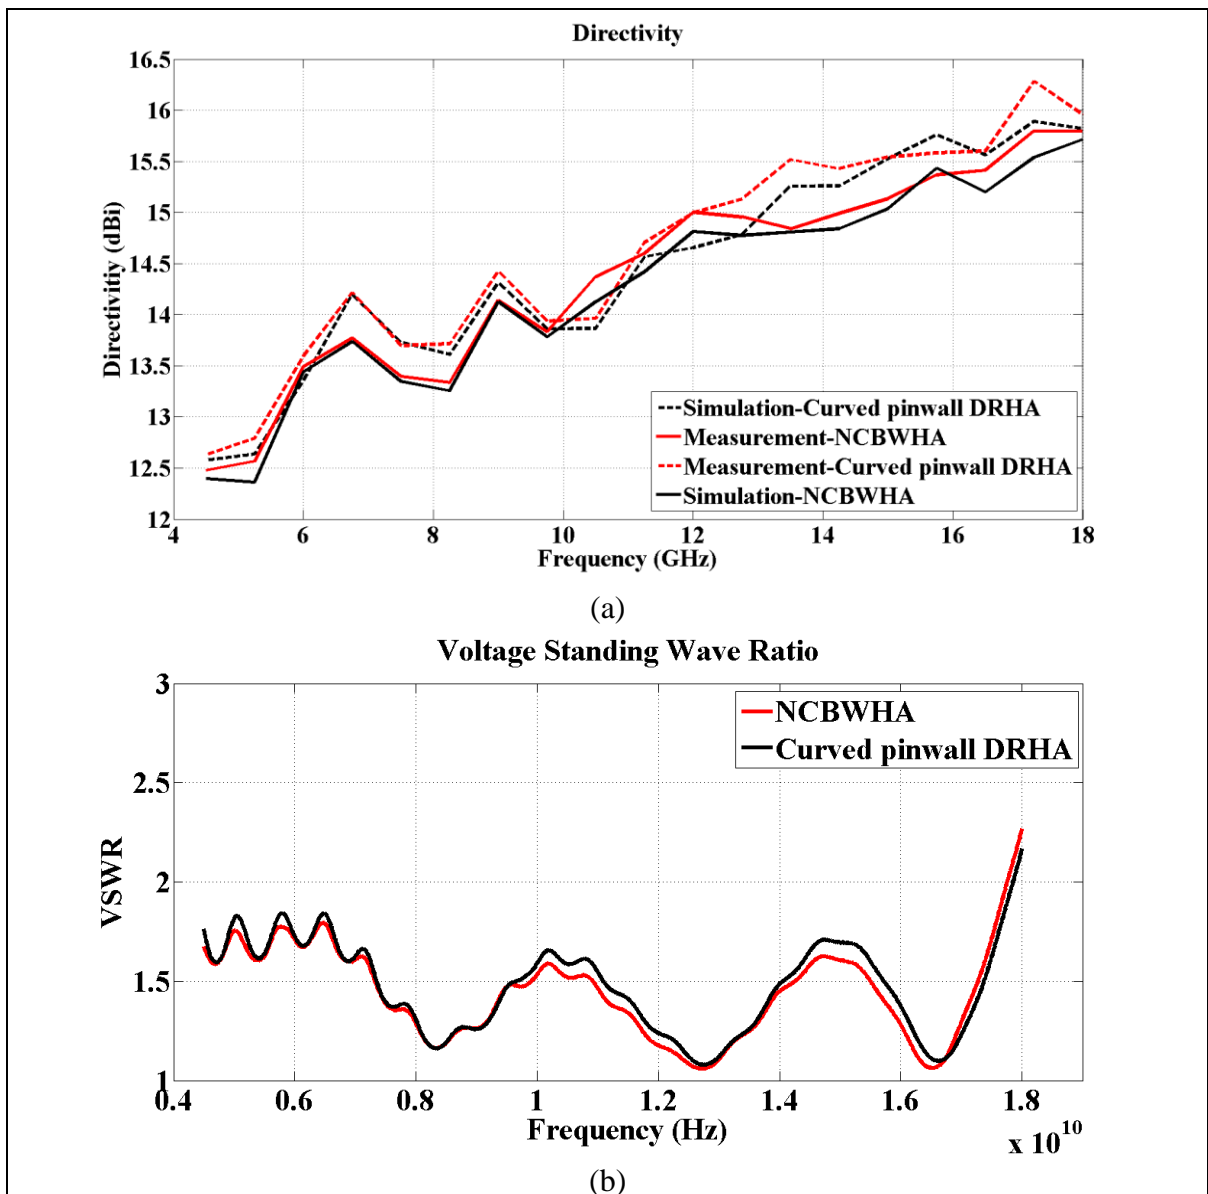 Directivity
16.5
16
15.5
15
14.5
14
13.5
13
12.5
12
Directivitiy (dBi)
Simulation-Curved pinwall DRHA
Measurement-NCBWHA
Measurement-Curved pinwall DRHA
Simulation-NCBWHA
4 6 8 10 12 14 16 18
Frequency (GHz)
(a)
Voltage Standing Wave Ratio
3
2.5
2
1.5
1
VSWR
NCBWHA
Curved pinwall DRHA
0.4 0.6 0.8 1 1.2 1.4 1.6 1.8
Frequency (Hz)
x 10^10
(b)